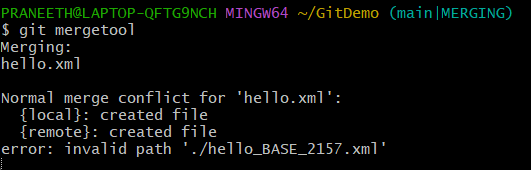 PRANEETH@LAPTOP-QFTG9NCH MINGW64 ~/GitDemo (main|MERGING)
$ git mergetool
Merging:
hello.xml
Normal merge conflict for 'hello.xml':
{local}: created file
{remote}: created file
error: invalid path './hello_BASE_2157.xml'